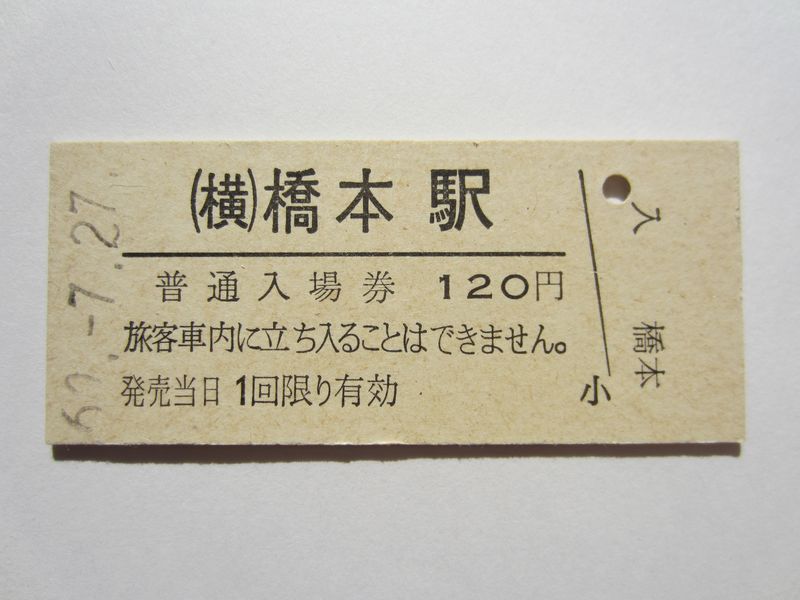 (横)橋本駅
普通入場券 120円
旅客車内に立ち入ることはできません。
発売当日1回限り有効
小
入
橋本
-7.27.